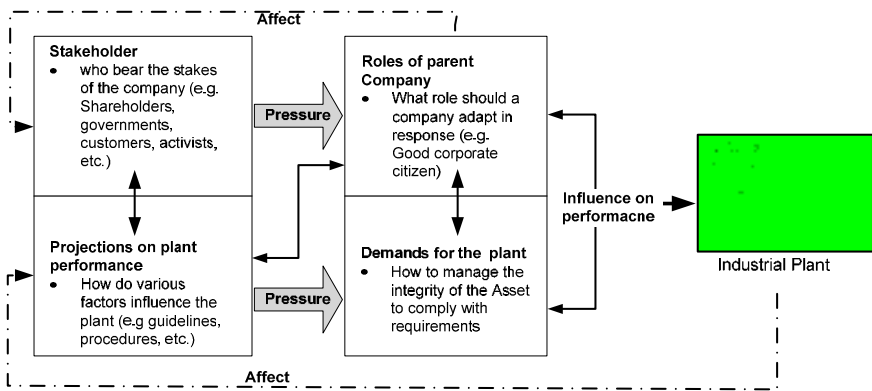 Affect
Stakeholder
• who bear the stakes
of the company (e.g.
Shareholders,
governments,
customers, activists,
etc.)
Pressure
Roles of parent
Company
• What role should a
company adapt in
response (e.g.
Good corporate
citizen)
Projections on plant
performance
• How do various
factors influence the
plant (e.g guidelines,
procedures, etc.)
Pressure
Demands for the plant
• How to manage the
integrity of the Asset
to comply with
requirements
Influence on
performacne
Industrial Plant
Affect